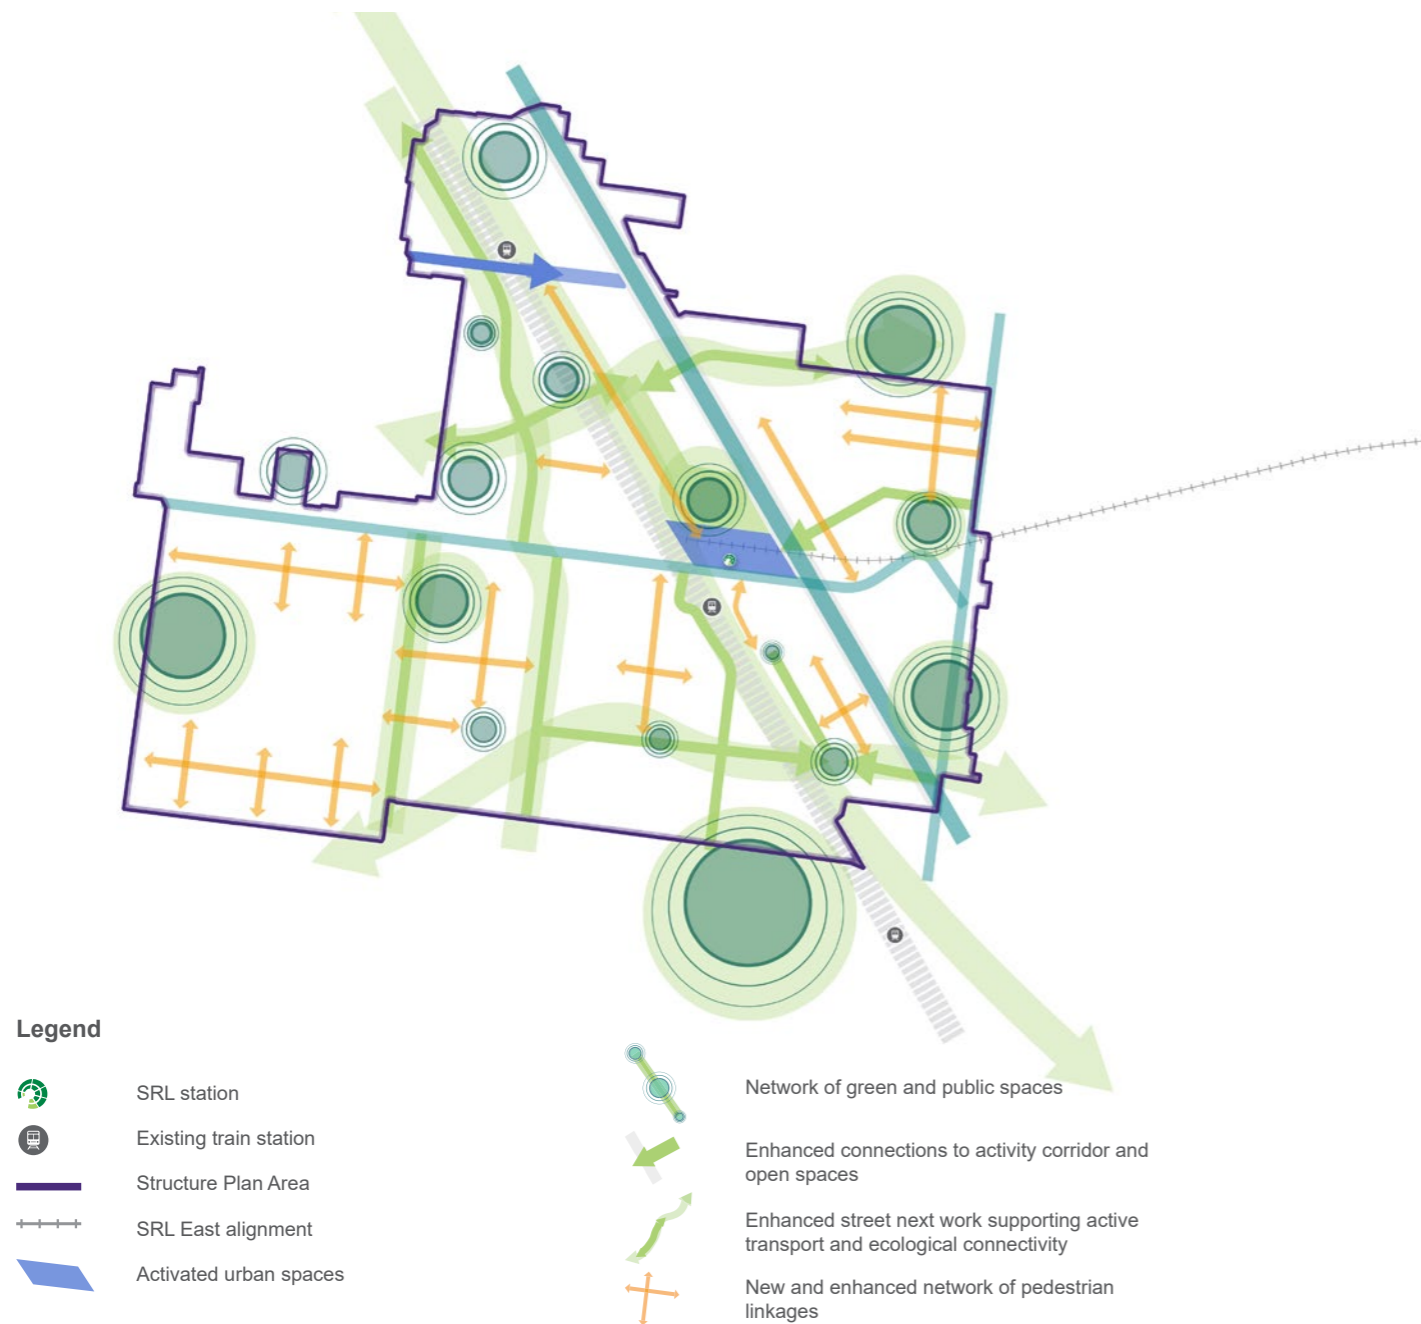 Legend
SRL station
Existing train station
Structure Plan Area
SRL East alignment
Activated urban spaces
Network of green and public spaces
Enhanced connections to activity corridor and
open spaces
Enhanced street next work supporting active
transport and ecological connectivity
New and enhanced network of pedestrian
linkages